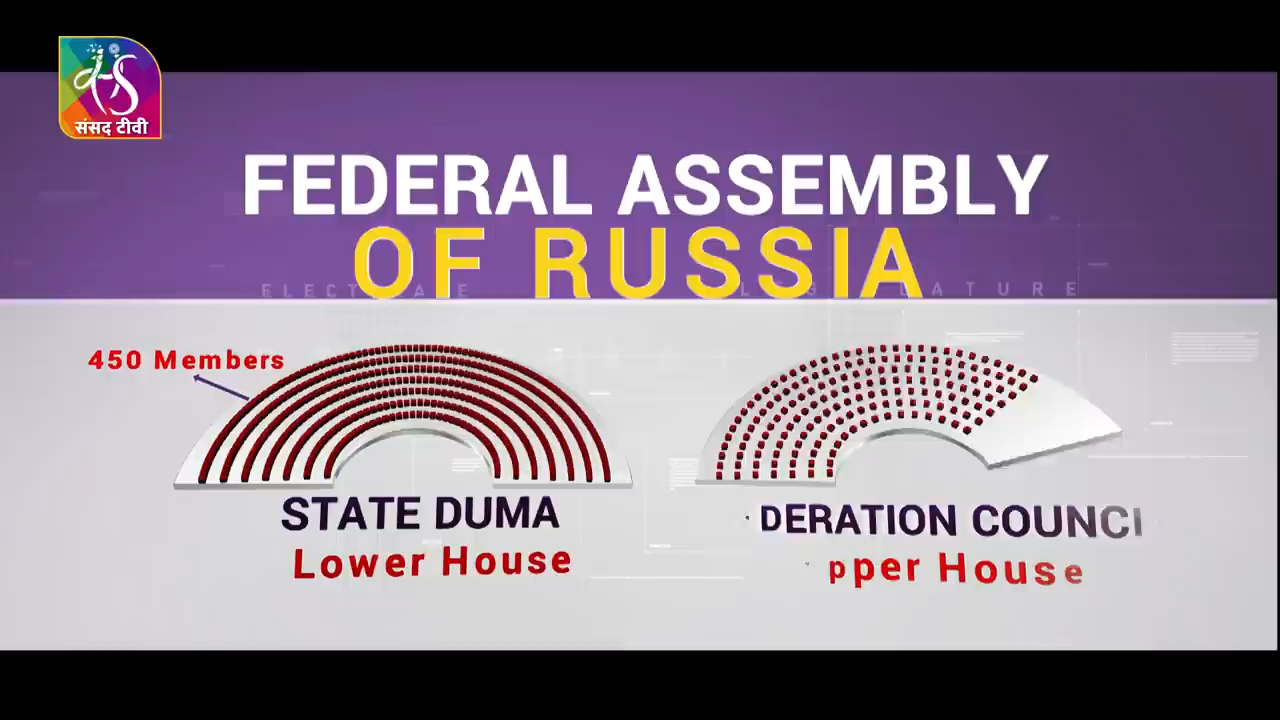 संसद टीवी
FEDERAL ASSEMBLY
OF RUSSIA
450 Members
STATE DUMA
Lower House
DERATION COUNCI
pper House